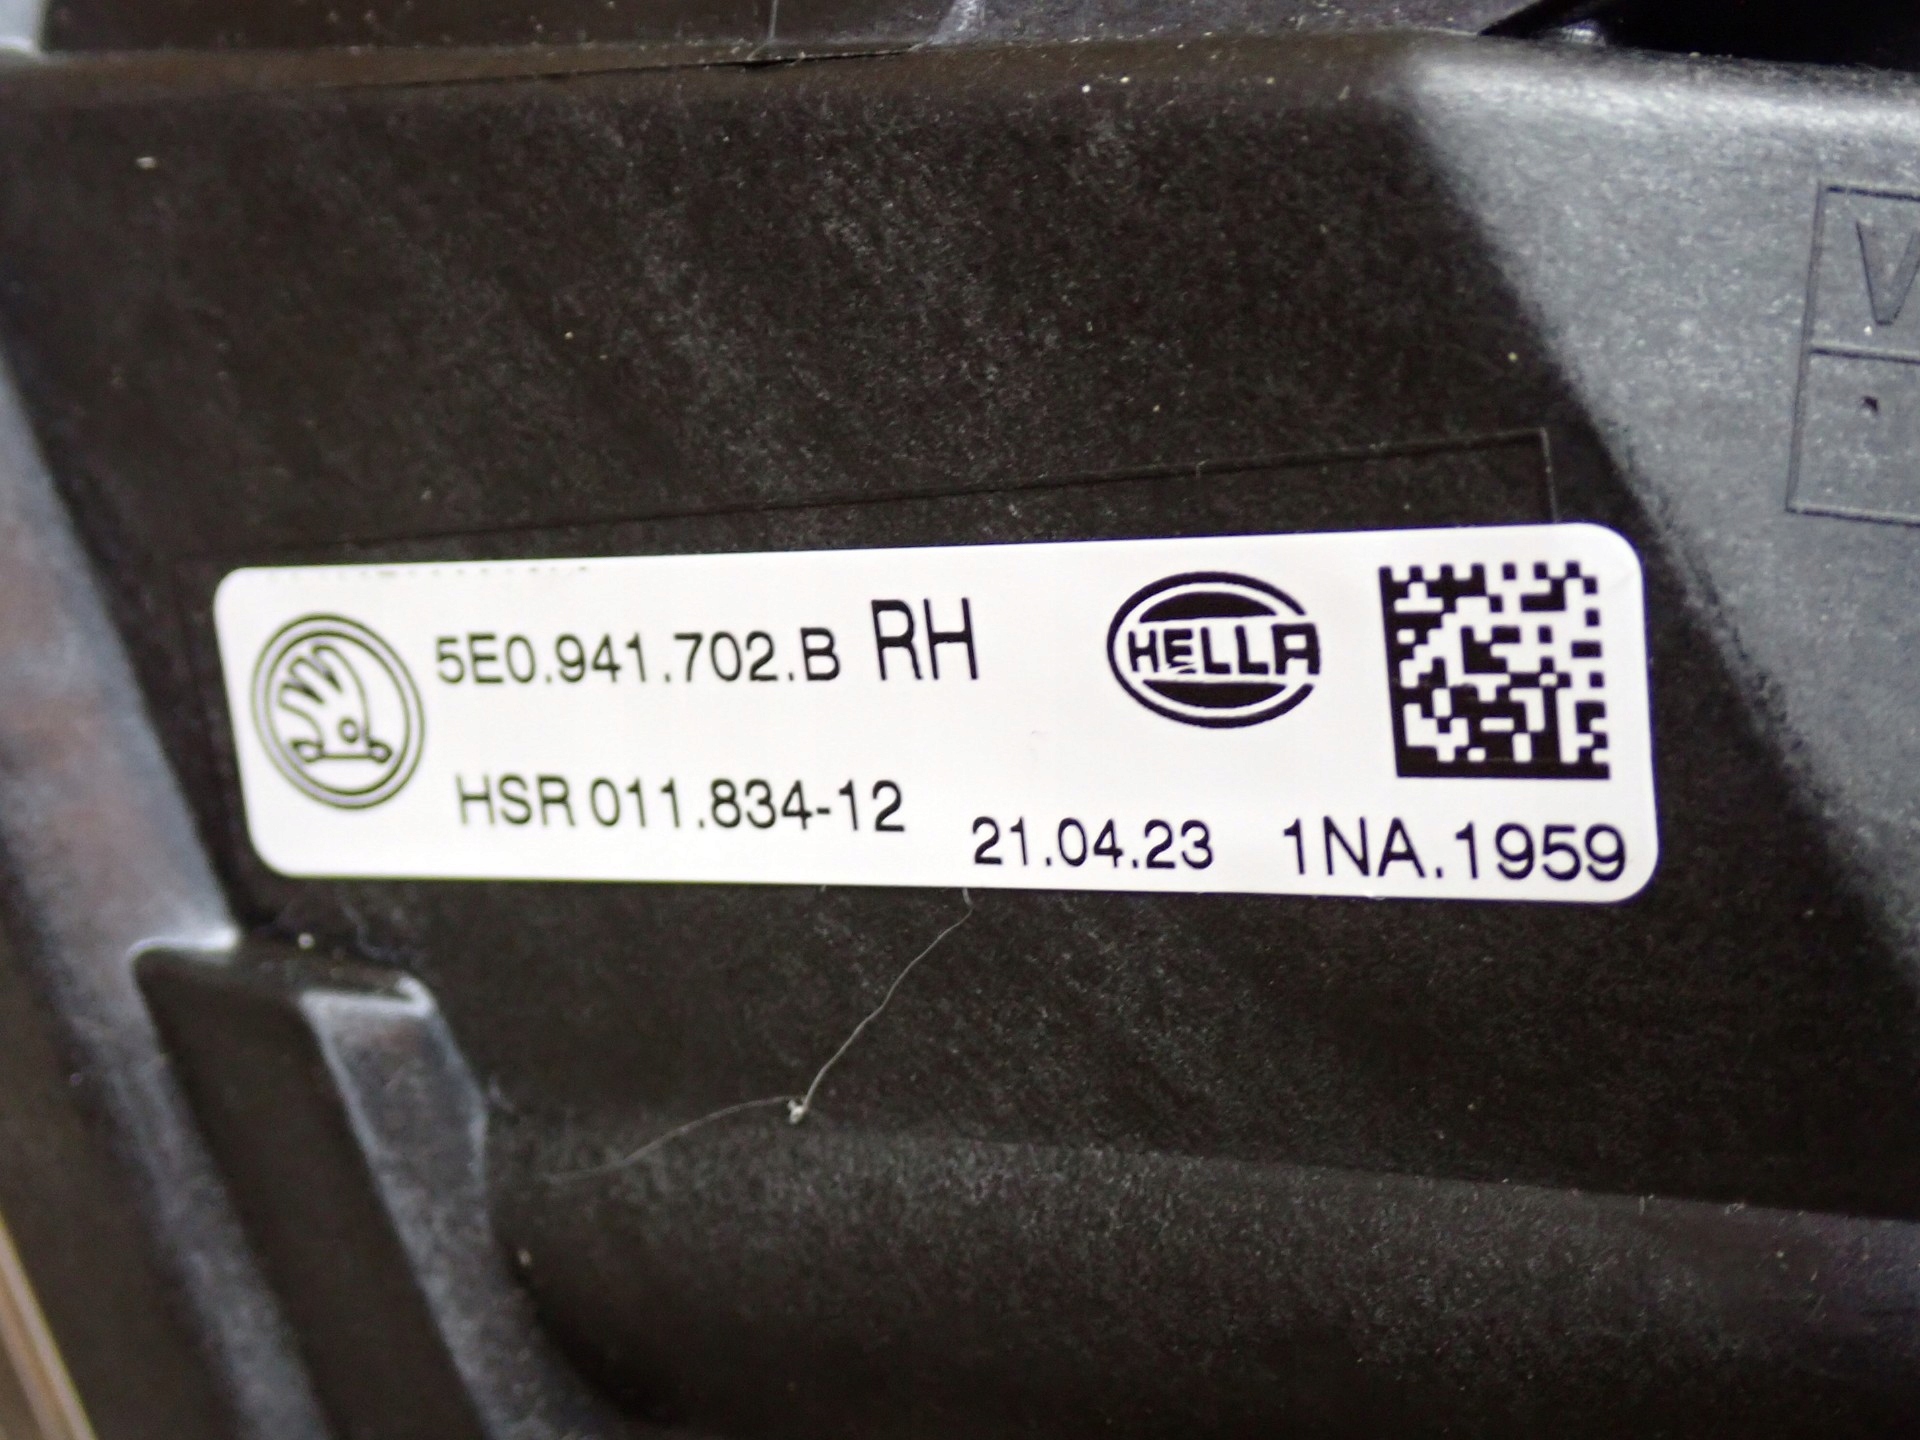 5E0.941.702.B RH
HELLA
HSR 011.834-12
21.04.23 1NA.1959
V